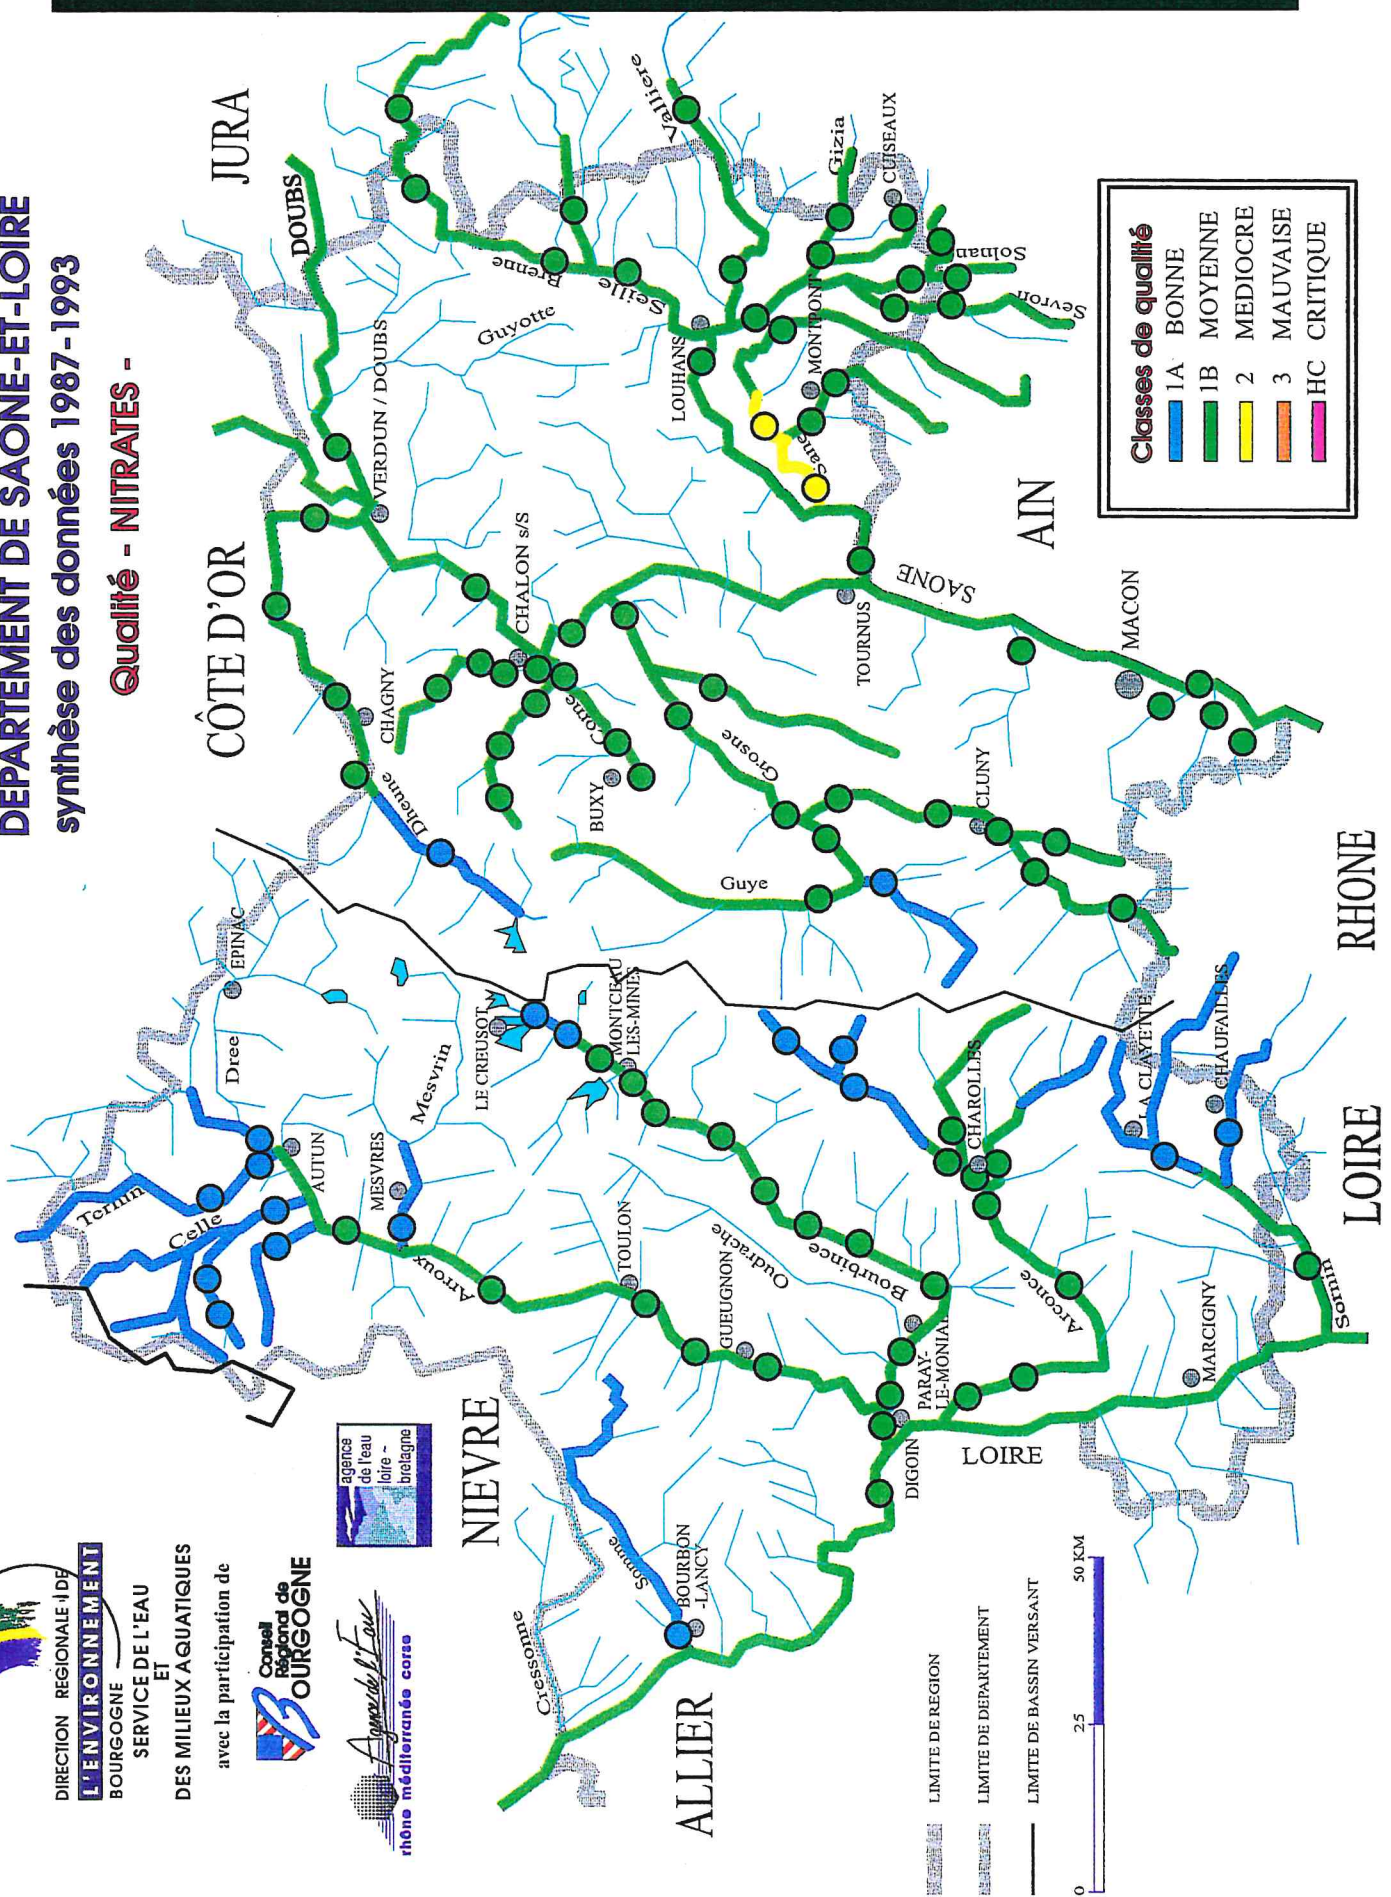 DEPARTEMENT DE SAONE-ET-LOIRE
synthèse des données 1987-1993
Qualité - NITRATES -
DIRECTION REGIONALE DE
L'ENVIRONNEMENT
BOURGOGNE
SERVICE DE L'EAU
ET
DES MILIEUX AQUATIQUES
avec la participation de
Conseil
Régional de
BOURGOGNE
Agence de l'Eau
rhône méditerranée corse
agence
de l'eau
loire ~
bretagne
NIEVRE
CÔTE D'OR
JURA
AIN
RHONE
LOIRE
ALLIER
Ternin
Celle
Dree
EPINAC
AUTUN
MESVRES
Mesvrin
LE CREUSOT
MONTCEAU
LES-MINES
Arroux
TOULON
GUEUGNON
Oudrache
Bourbince
PARAY-
LE-MONIAL
DIGOIN
LOIRE
Arconce
CHAROLLES
LA CLAYETTE
CHAUFAILLES
MARCIGNY
Sornin
Cressonne
Somme
BOURBON
-LANCY
Dheune
CHAGNY
CHALON s/S
Corne
BUXY
Guye
Grosne
CLUNY
TOURNUS
SAONE
MACON
DOUBS
VERDUN / DOUBS
Guyotte
Brenne
Seille
LOUHANS
Sane
MONTPONT
Valliere
Gizia
CUISEAUX
Solnan
Sevron
Classes de qualité
1A BONNE
1B MOYENNE
2 MEDIOCRE
3 MAUVAISE
HC CRITIQUE
LIMITE DE REGION
LIMITE DE DEPARTEMENT
LIMITE DE BASSIN VERSANT
0 25 50 KM